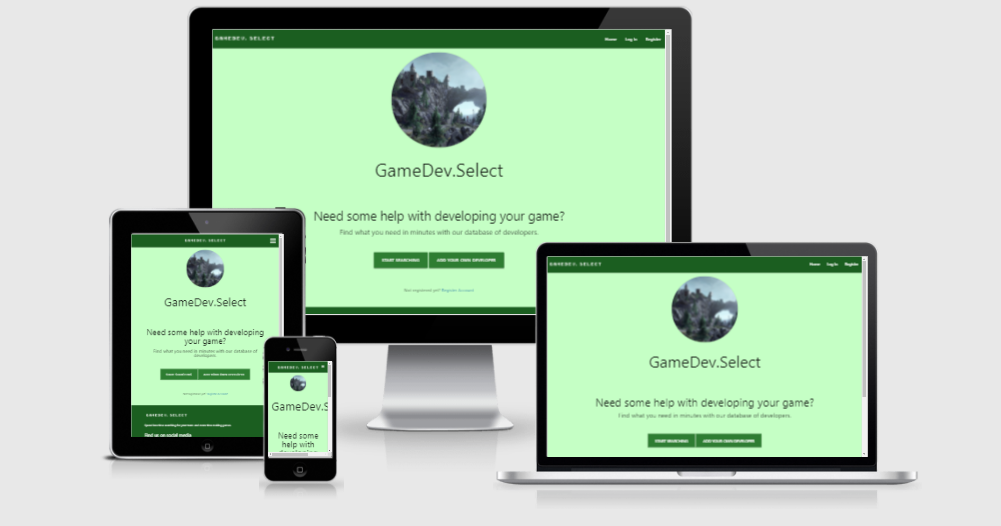 GAMEDEV.SELECT
Home Log In Register
GameDev.Select
Need some help with developing your game?
Find what you need in minutes with our database of developers.
START SEARCHING ADD YOUR OWN DEVELOPER
Not registered yet? Register Account
GAMEDEV.SELECT
GameDev.Select
Need some help with developing
your game?
Find what you need in minutes with our database of
developers.
START SEARCHING ADD YOUR OWN DEVELOPER
GAMEDEV.SELECT
Find us on social media
GAMEDEV.SELECT
GameDev.S
Need some
help with
developing
GAMEDEV.SELECT
Home Log In Register
GameDev.Select
Need some help with developing your game?
Find what you need in minutes with our database of developers.
START SEARCHING ADD YOUR OWN DEVELOPER